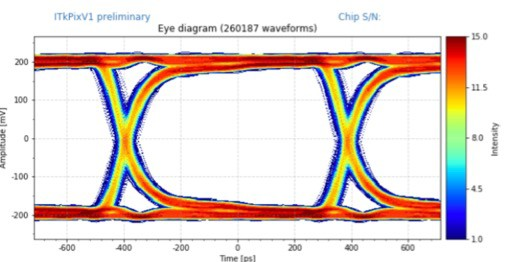 ITkPixV1 preliminary
Chip S/N:
Eye diagram (260187 waveforms)
200
100
0
-100
-200
Amplitude [mV]
-600
-400
-200
0
200
400
600
Time [ps]
15.0
11.5
8.0
4.5
1.0
Intensity